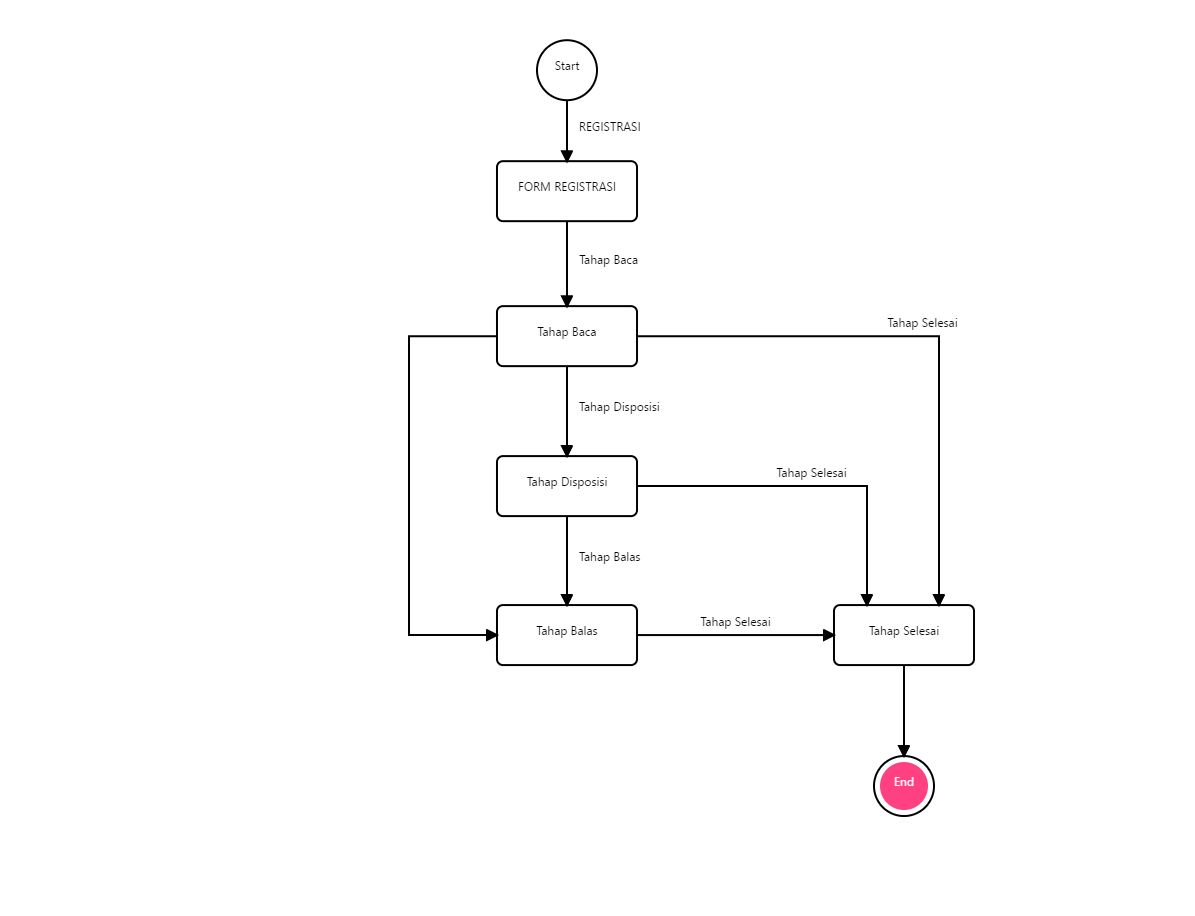 Start
REGISTRASI
FORM REGISTRASI
Tahap Baca
Tahap Selesai
Tahap Baca
Tahap Disposisi
Tahap Selesai
Tahap Disposisi
Tahap Balas
Tahap Selesai
Tahap Balas
Tahap Selesai
End